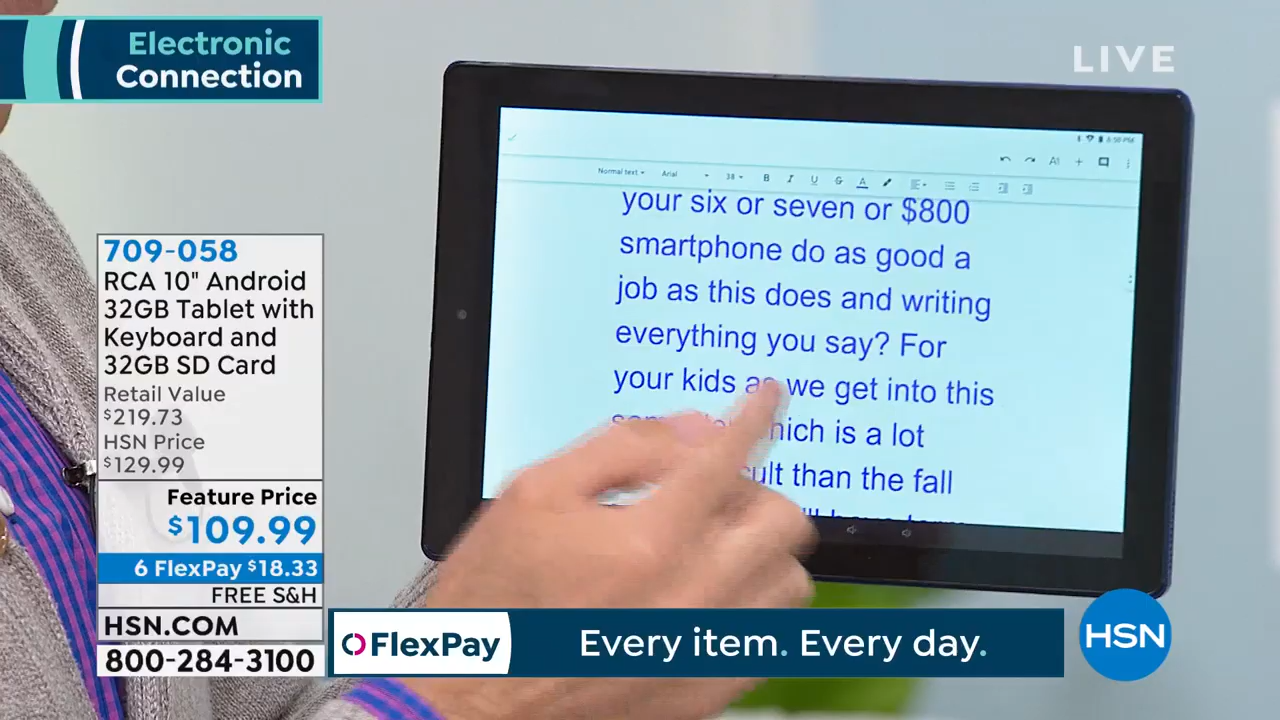 Electronic
Connection
LIVE
709-058
RCA 10" Android
32GB Tablet with
Keyboard and
32GB SD Card
Retail Value
$219.73
HSN Price
$129.99
Feature Price
$109.99
6 FlexPay $18.33
FREE S&H
HSN.COM
800-284-3100
6:50 PM
Normal text
Arial
38
B I U S A
your six or seven or $800
smartphone do as good a
job as this does and writing
everything you say? For
your kids as we get into this
which is a lot
than the fall
FlexPay
Every item. Every day.
HSN